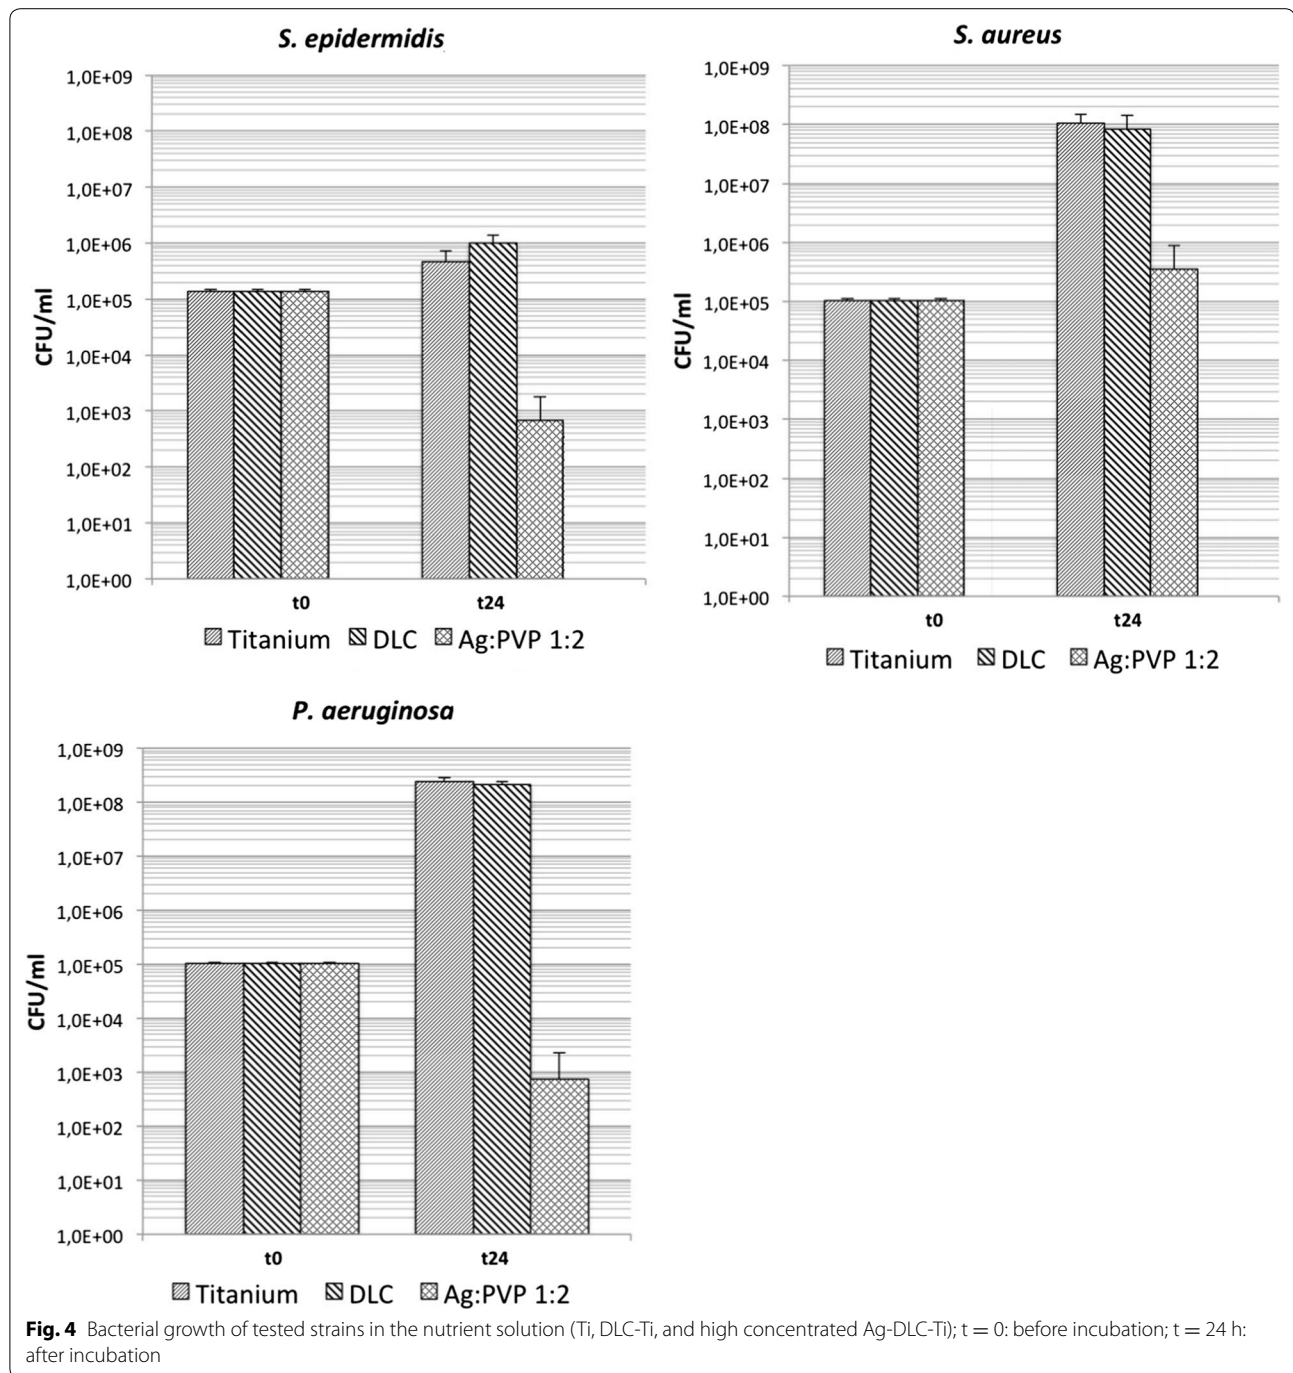 S. epidermidis
1,0E+09
1,0E+08
1,0E+07
1,0E+06
1,0E+05
1,0E+04
1,0E+03
1,0E+02
1,0E+01
1,0E+00
CFU/ml
t0 t24
Titanium DLC Ag:PVP 1:2
S. aureus
1,0E+09
1,0E+08
1,0E+07
1,0E+06
1,0E+05
1,0E+04
1,0E+03
1,0E+02
1,0E+01
1,0E+00
CFU/ml
t0 t24
Titanium DLC Ag:PVP 1:2
P. aeruginosa
1,0E+09
1,0E+08
1,0E+07
1,0E+06
1,0E+05
1,0E+04
1,0E+03
1,0E+02
1,0E+01
1,0E+00
CFU/ml
t0 t24
Titanium DLC Ag:PVP 1:2
Fig. 4 Bacterial growth of tested strains in the nutrient solution (Ti, DLC-Ti, and high concentrated Ag-DLC-Ti); t = 0: before incubation; t = 24 h:
after incubation